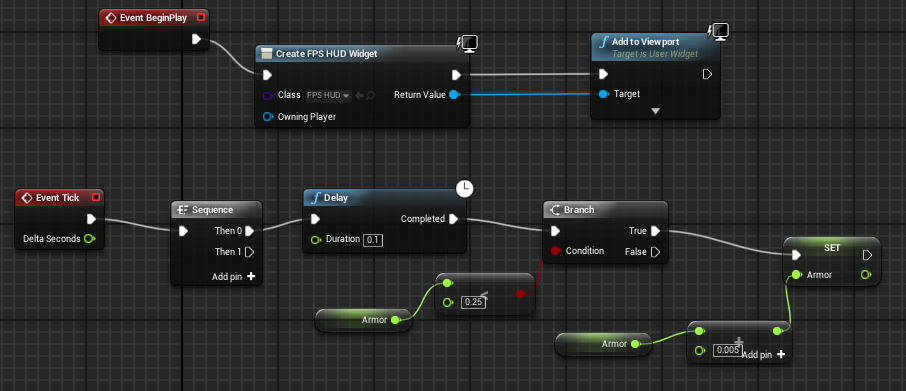 Event BeginPlay
Create FPS HUD Widget
Class FPS HUD Return Value
Owning Player
Add to Viewport
Target is User Widget
Target
Event Tick
Delta Seconds
Sequence
Then 0
Then 1
Add pin +
Delay
Completed
Duration 0.1
Branch
True
Condition False
Armor
<
0.25
Armor
+
0.005 Add pin +
SET
Armor